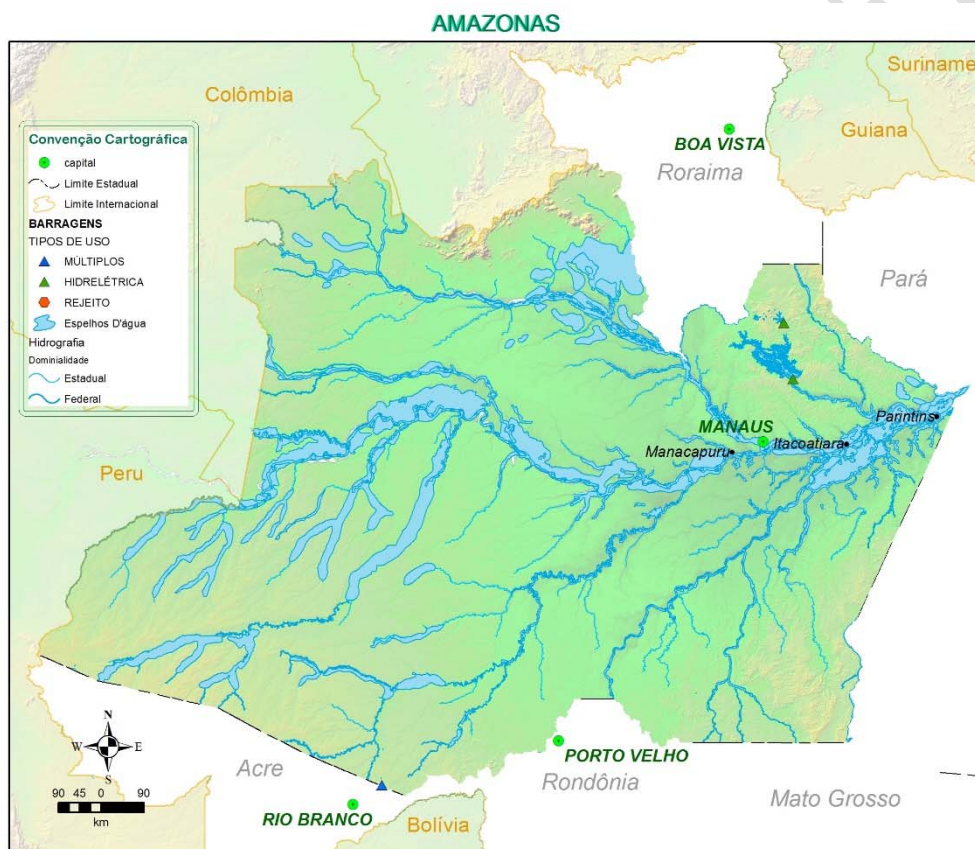 AMAZONAS
Colômbia
Suriname
Guiana
BOA VISTA
Roraima
Convenção Cartográfica
capital
Limite Estadual
Limite Internacional
BARRAGENS
TIPOS DE USO
MÚLTIPLOS
HIDRELÉTRICA
REJEITO
Espelhos D'água
Hidrografia
Dominialidade
Estadual
Federal
Pará
Parintins
MANAUS
Itacoatiara
Manacapuru
Peru
N
W
E
S
Acre
PORTO VELHO
Rondônia
Mato Grosso
90 45 0 90
km
RIO BRANCO
Bolívia